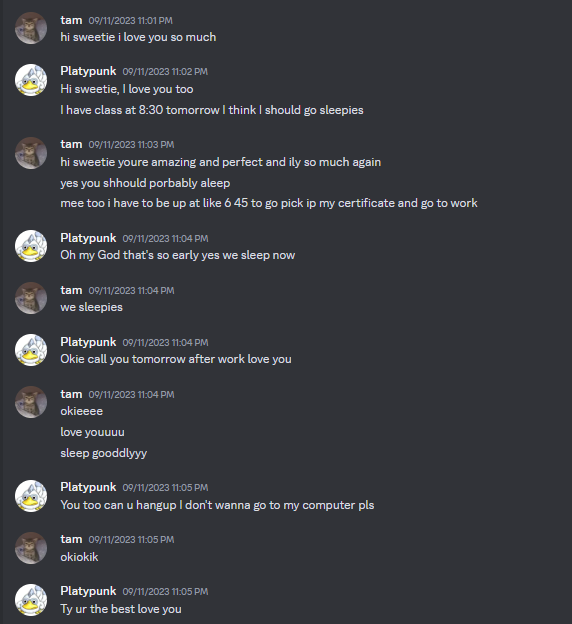 tam 09/11/2023 11:01 PM
hi sweetie i love you so much
Platypunk 09/11/2023 11:02 PM
Hi sweetie, I love you too
I have class at 8:30 tomorrow I think I should go sleepies
tam 09/11/2023 11:03 PM
hi sweetie youre amazing and perfect and ily so much again
yes you shhould porbably aleep
mee too i have to be up at like 6 45 to go pick ip my certificate and go to work
Platypunk 09/11/2023 11:04 PM
Oh my God that's so early yes we sleep now
tam 09/11/2023 11:04 PM
we sleepies
Platypunk 09/11/2023 11:04 PM
Okie call you tomorrow after work love you
tam 09/11/2023 11:04 PM
okieeee
love youuuu
sleep gooddlyyy
Platypunk 09/11/2023 11:05 PM
You too can u hangup I don't wanna go to my computer pls
tam 09/11/2023 11:05 PM
okiokik
Platypunk 09/11/2023 11:05 PM
Ty ur the best love you